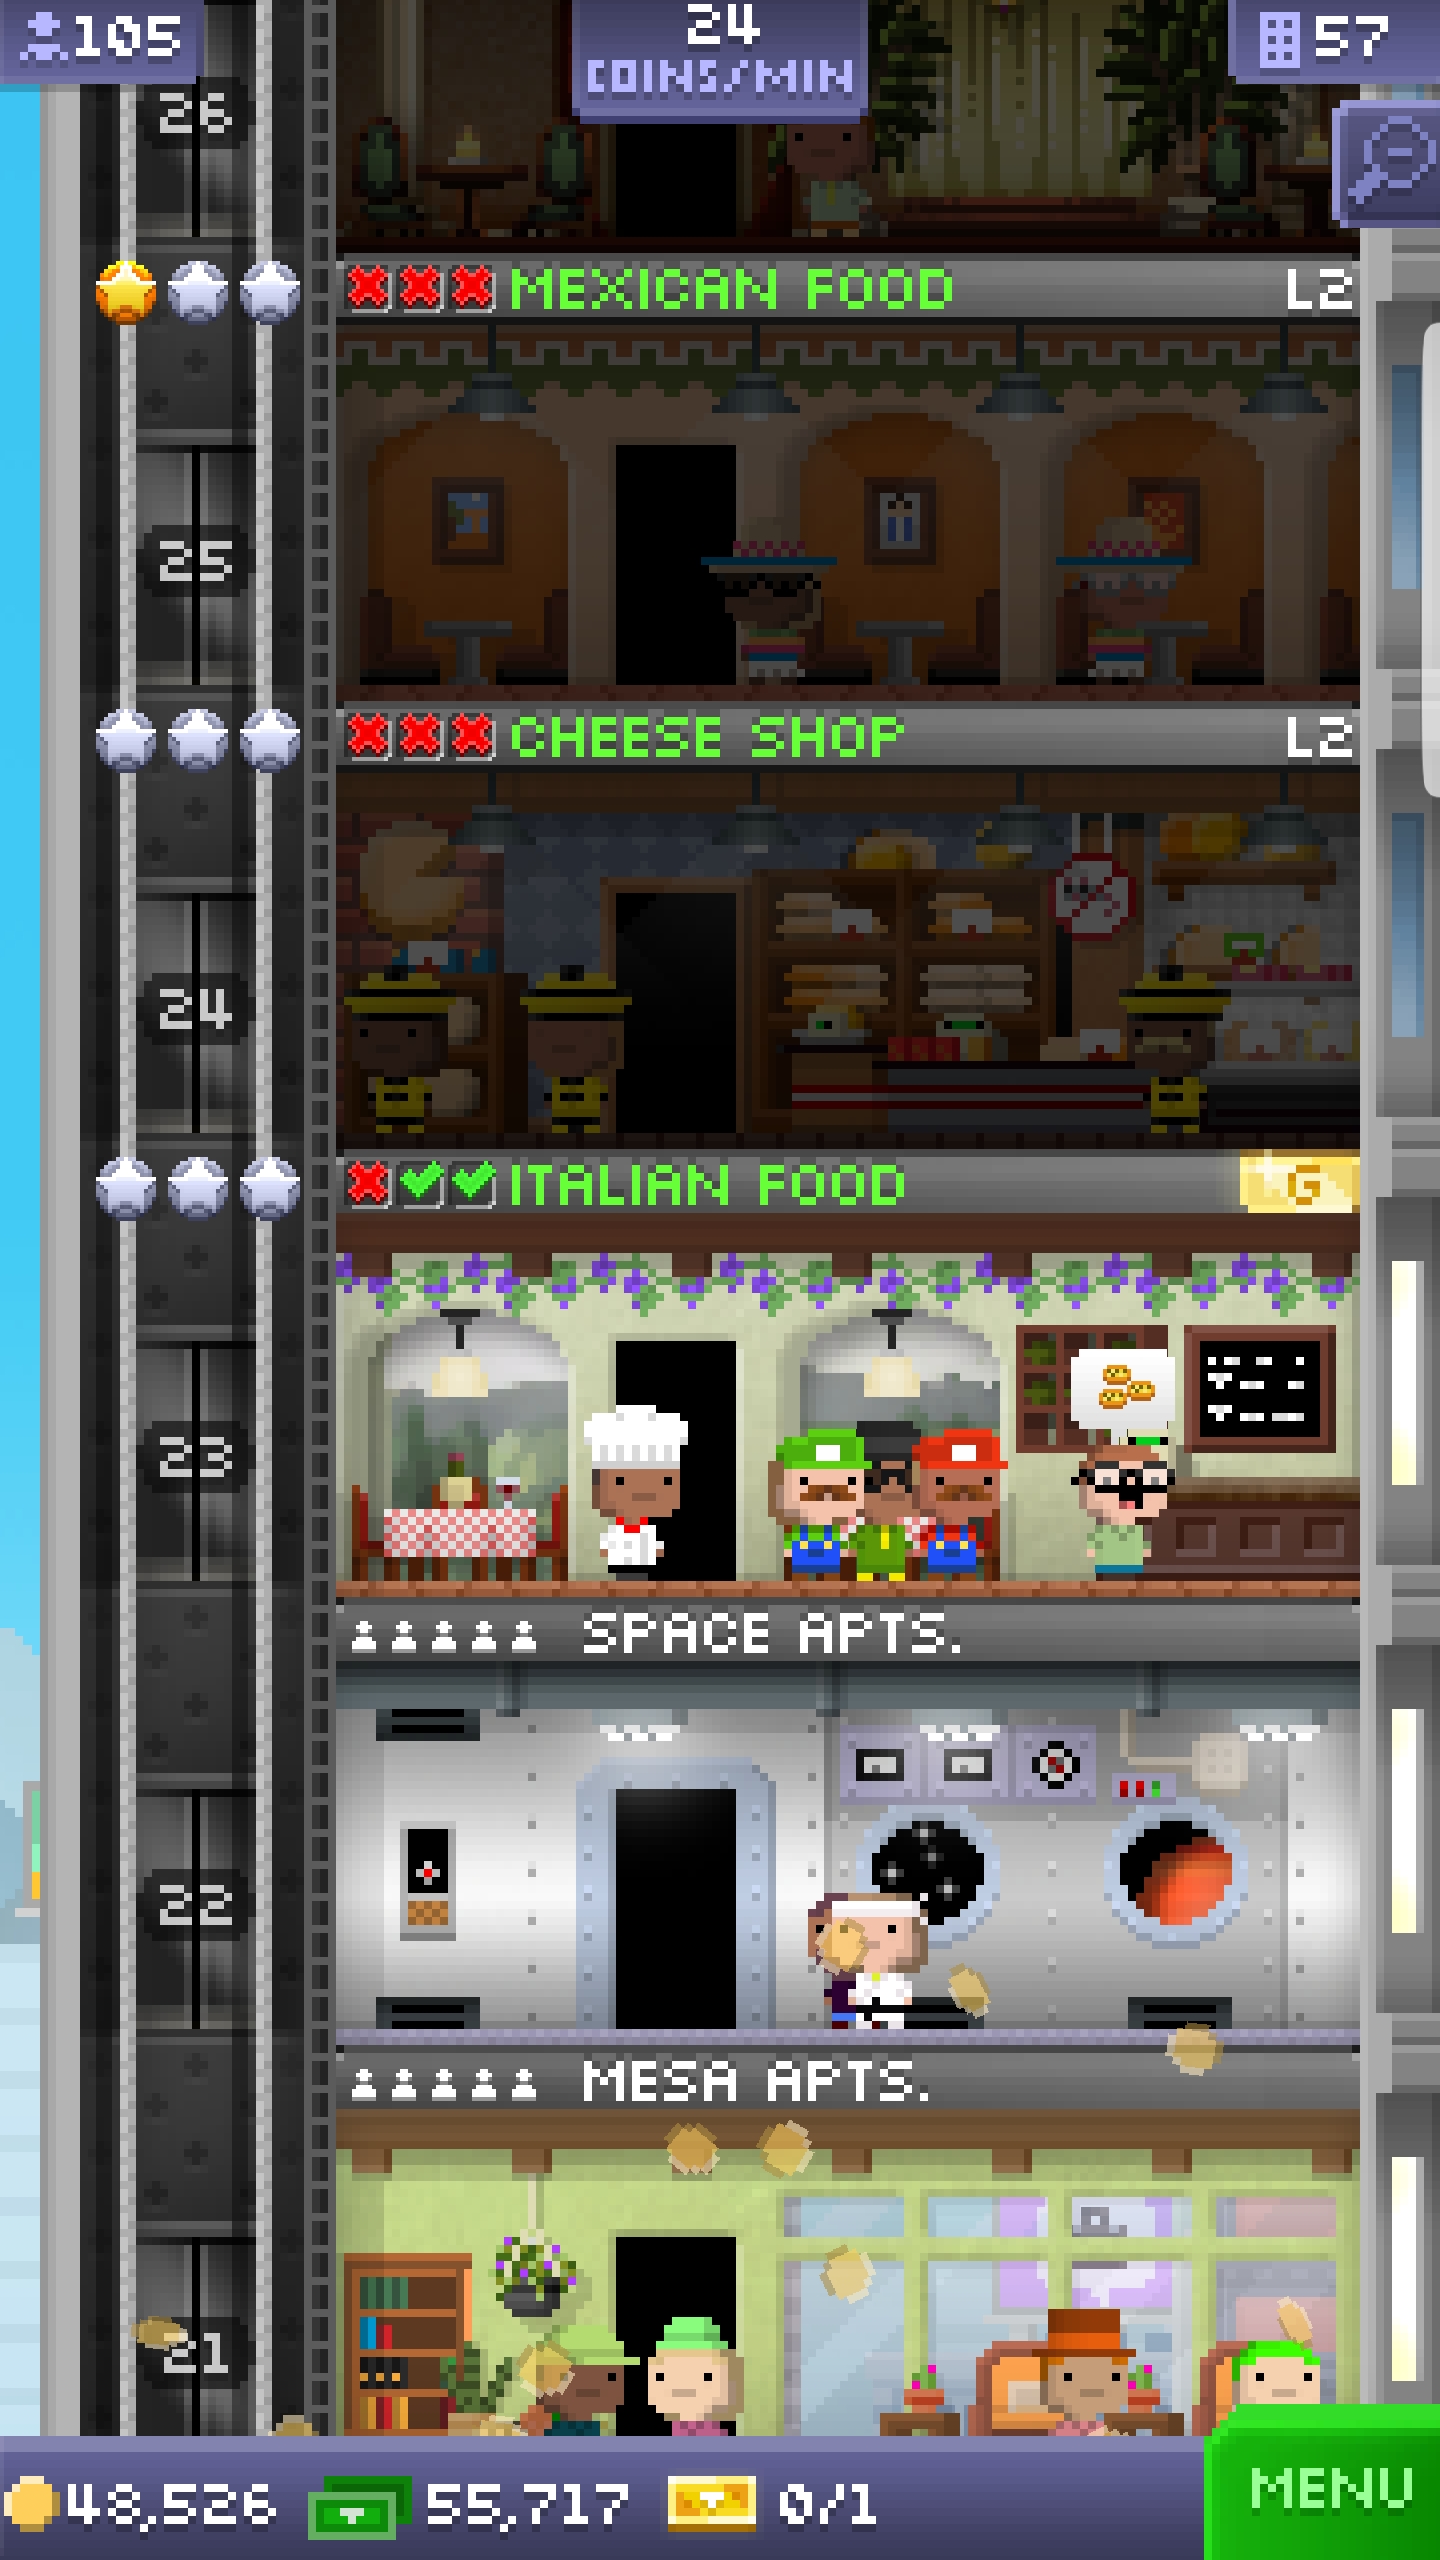 105
24
COINS/MIN
57
26
MEXICAN FOOD L2
25
CHEESE SHOP L2
24
ITALIAN FOOD G
23
SPACE APTS.
22
MESA APTS.
21
48,526 55,717 0/1 MENU